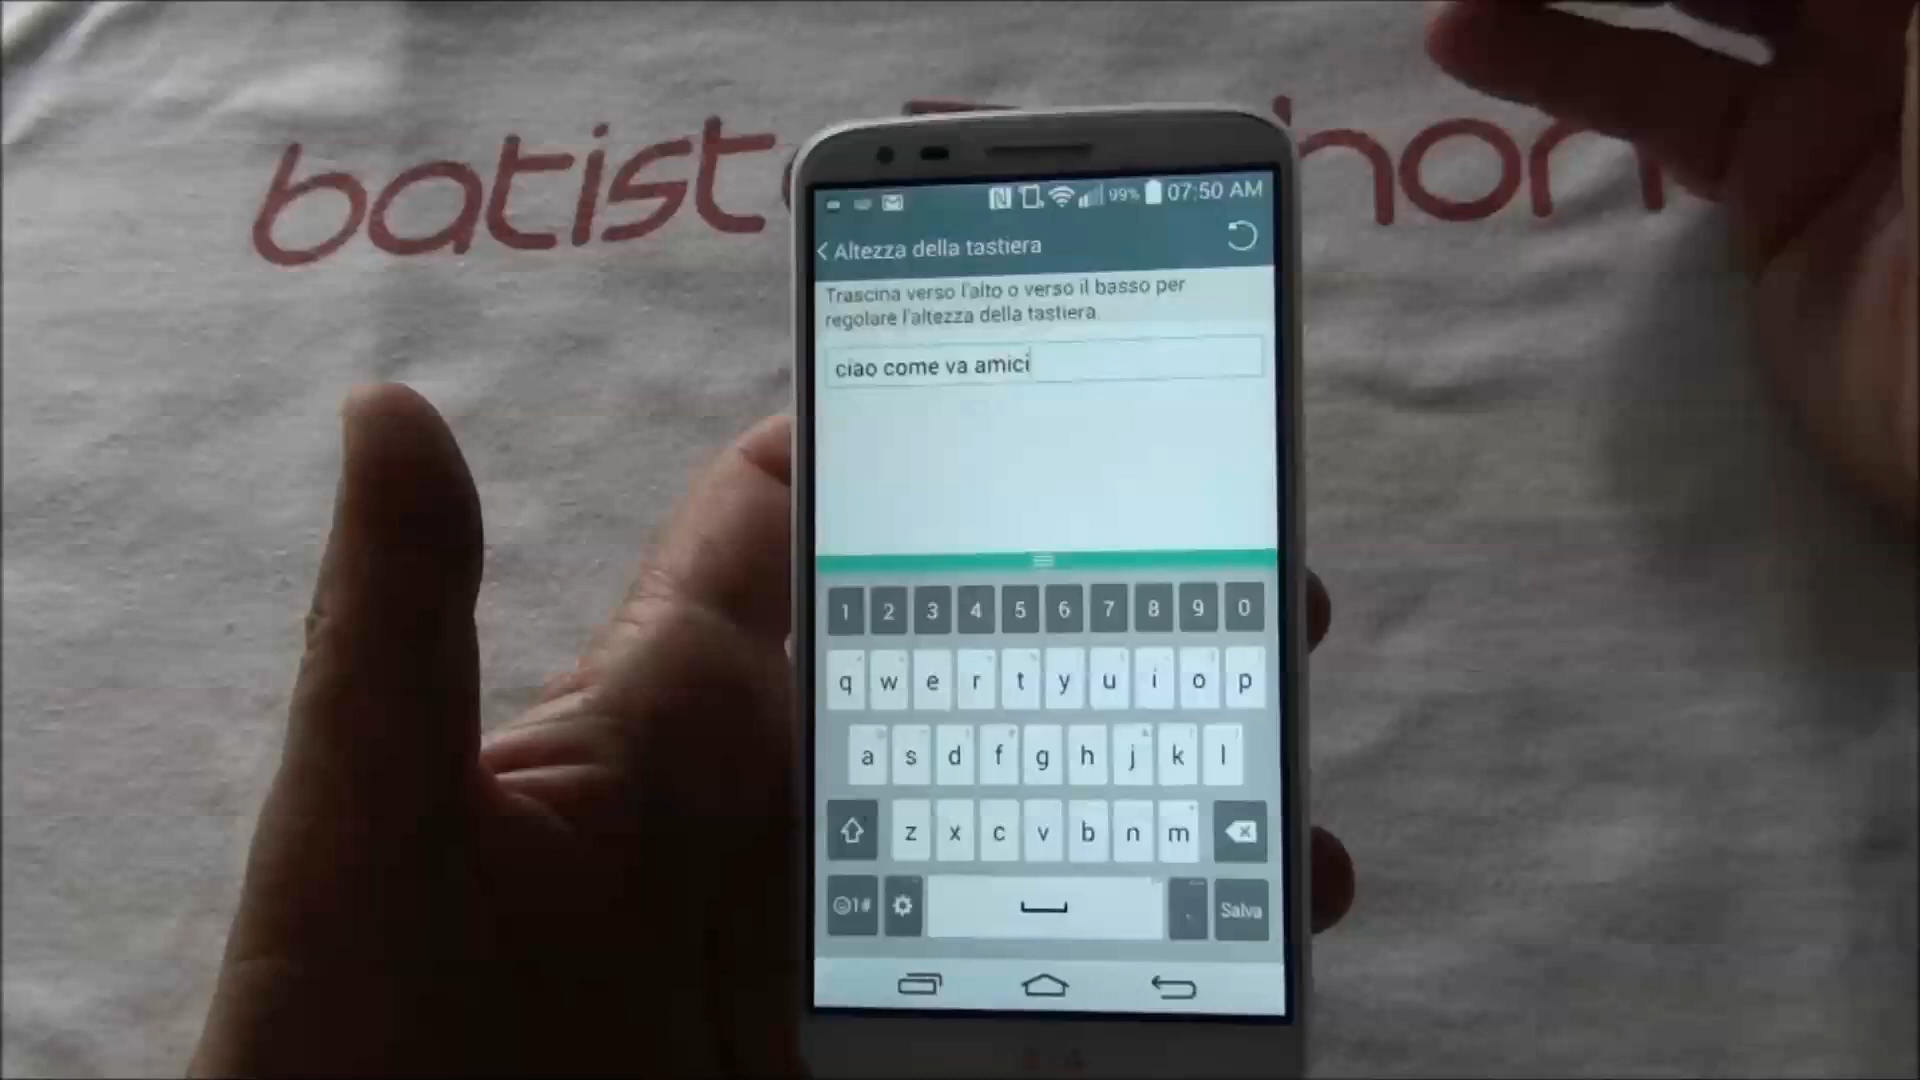 batist hon
99% 07:50 AM
Altezza della tastiera
Trascina verso l'alto o verso il basso per
regolare l'altezza della tastiera.
ciao come va amici
1 2 3 4 5 6 7 8 9 0
q w e r t y u i o p
a s d f g h j k l
z x c v b n m
1# . Salva